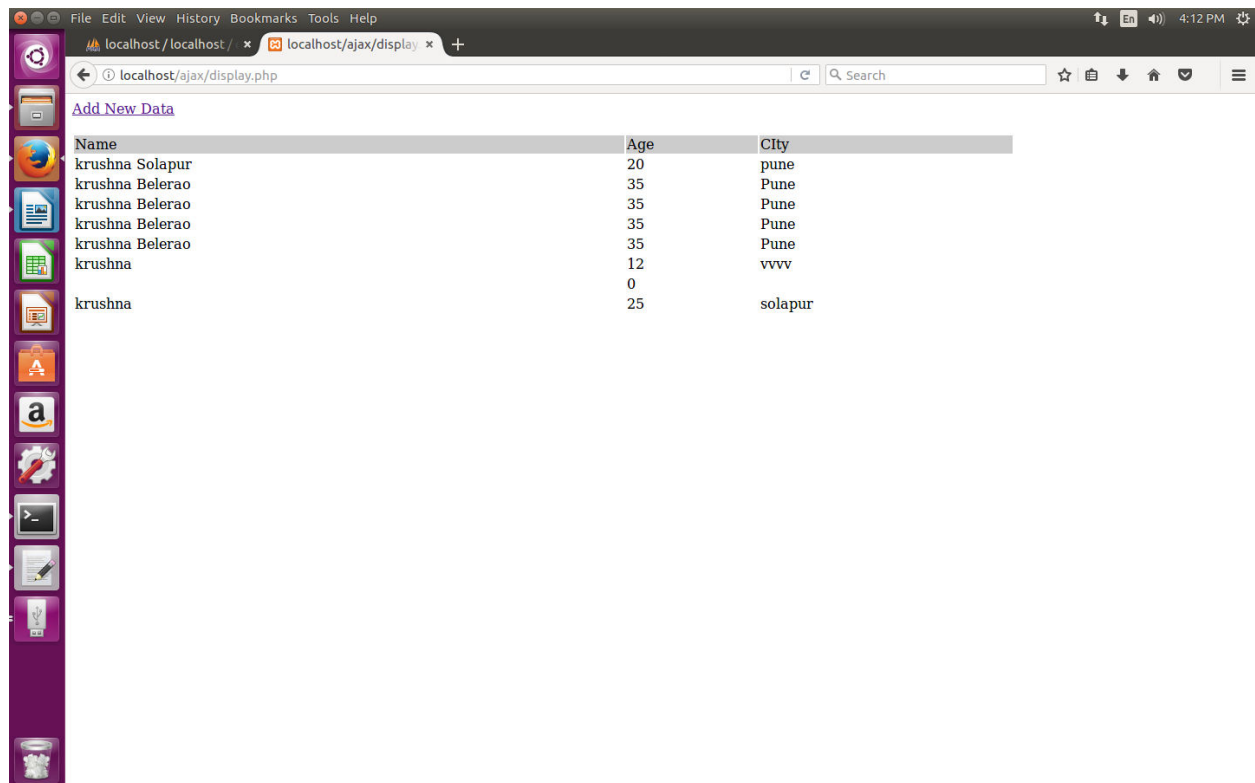 File Edit View History Bookmarks Tools Help En 4:12 PM
localhost / localhost / localhost/ajax/display
localhost/ajax/display.php Search
Add New Data
Name Age CIty
krushna Solapur 20 pune
krushna Belerao 35 Pune
krushna Belerao 35 Pune
krushna Belerao 35 Pune
krushna Belerao 35 Pune
krushna 12 vvvv
0
krushna 25 solapur